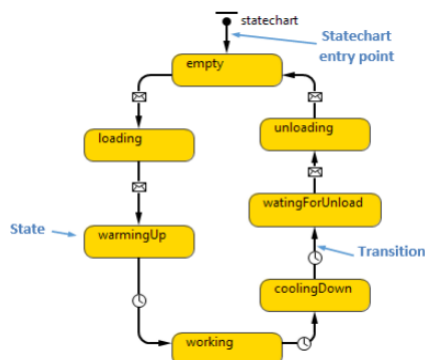 statechart
Statechart
entry point
empty
loading
unloading
watingForUnload
State
warmingUp
Transition
coolingDown
working